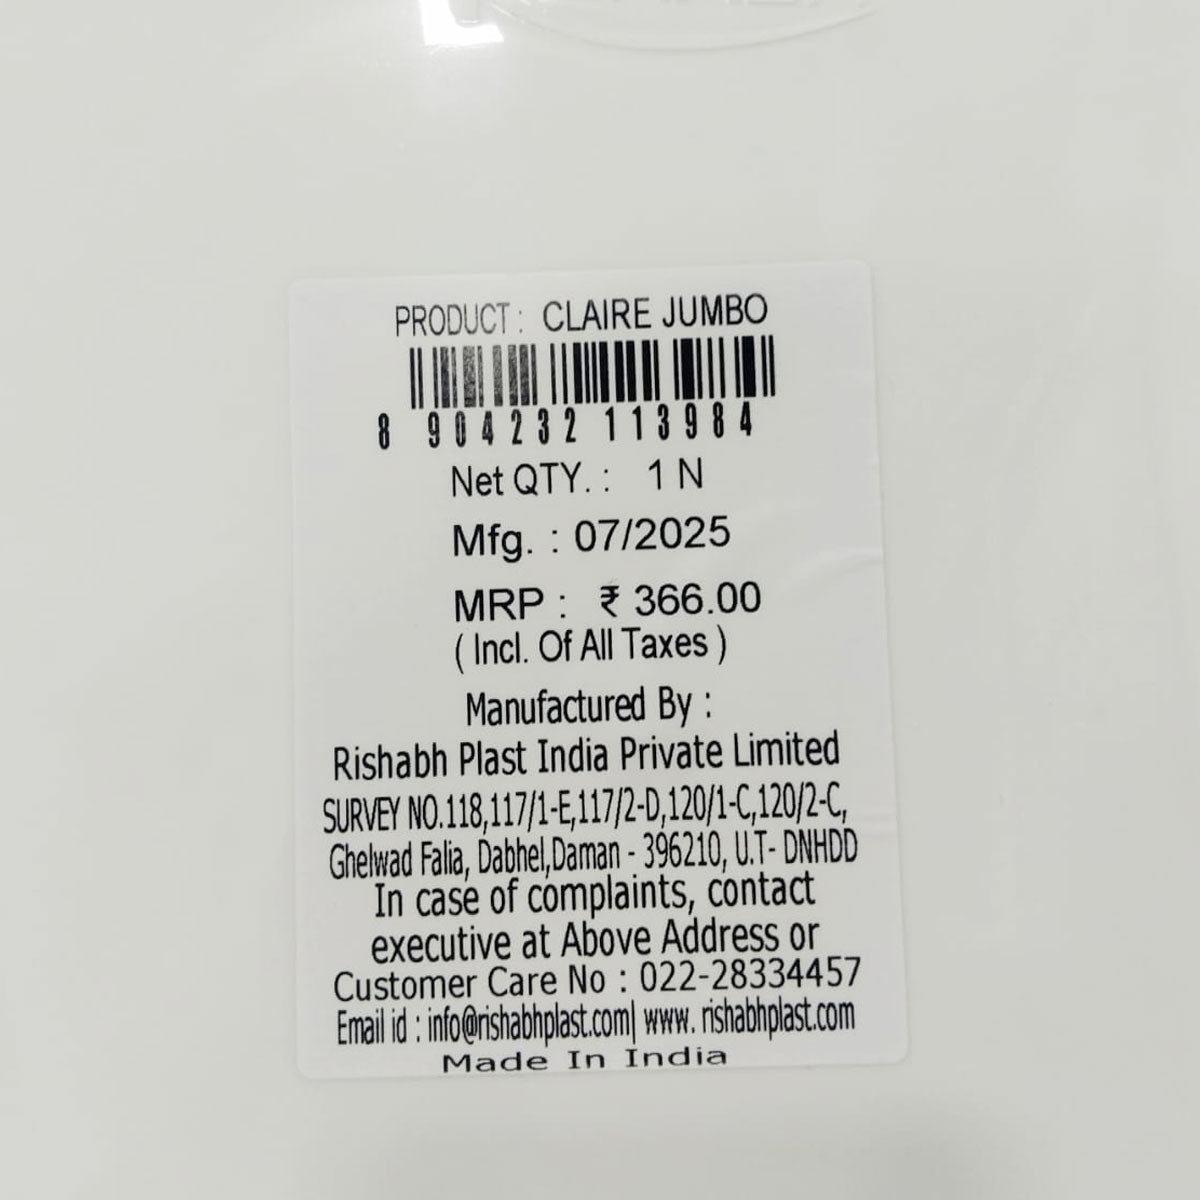 PRODUCT : CLAIRE JUMBO
8 904232 113984
Net QTY. : 1 N
Mfg. : 07/2025
MRP : ₹ 366.00
( Incl. Of All Taxes )
Manufactured By :
Rishabh Plast India Private Limited
SURVEY NO.118,117/1-E,117/2-D,120/1-C,120/2-C,
Ghelwad Falia, Dabhel,Daman - 396210, U.T- DNHDD
In case of complaints, contact
executive at Above Address or
Customer Care No : 022-28334457
Email id : info@rishabhplast.com| www. rishabhplast.com
Made In India